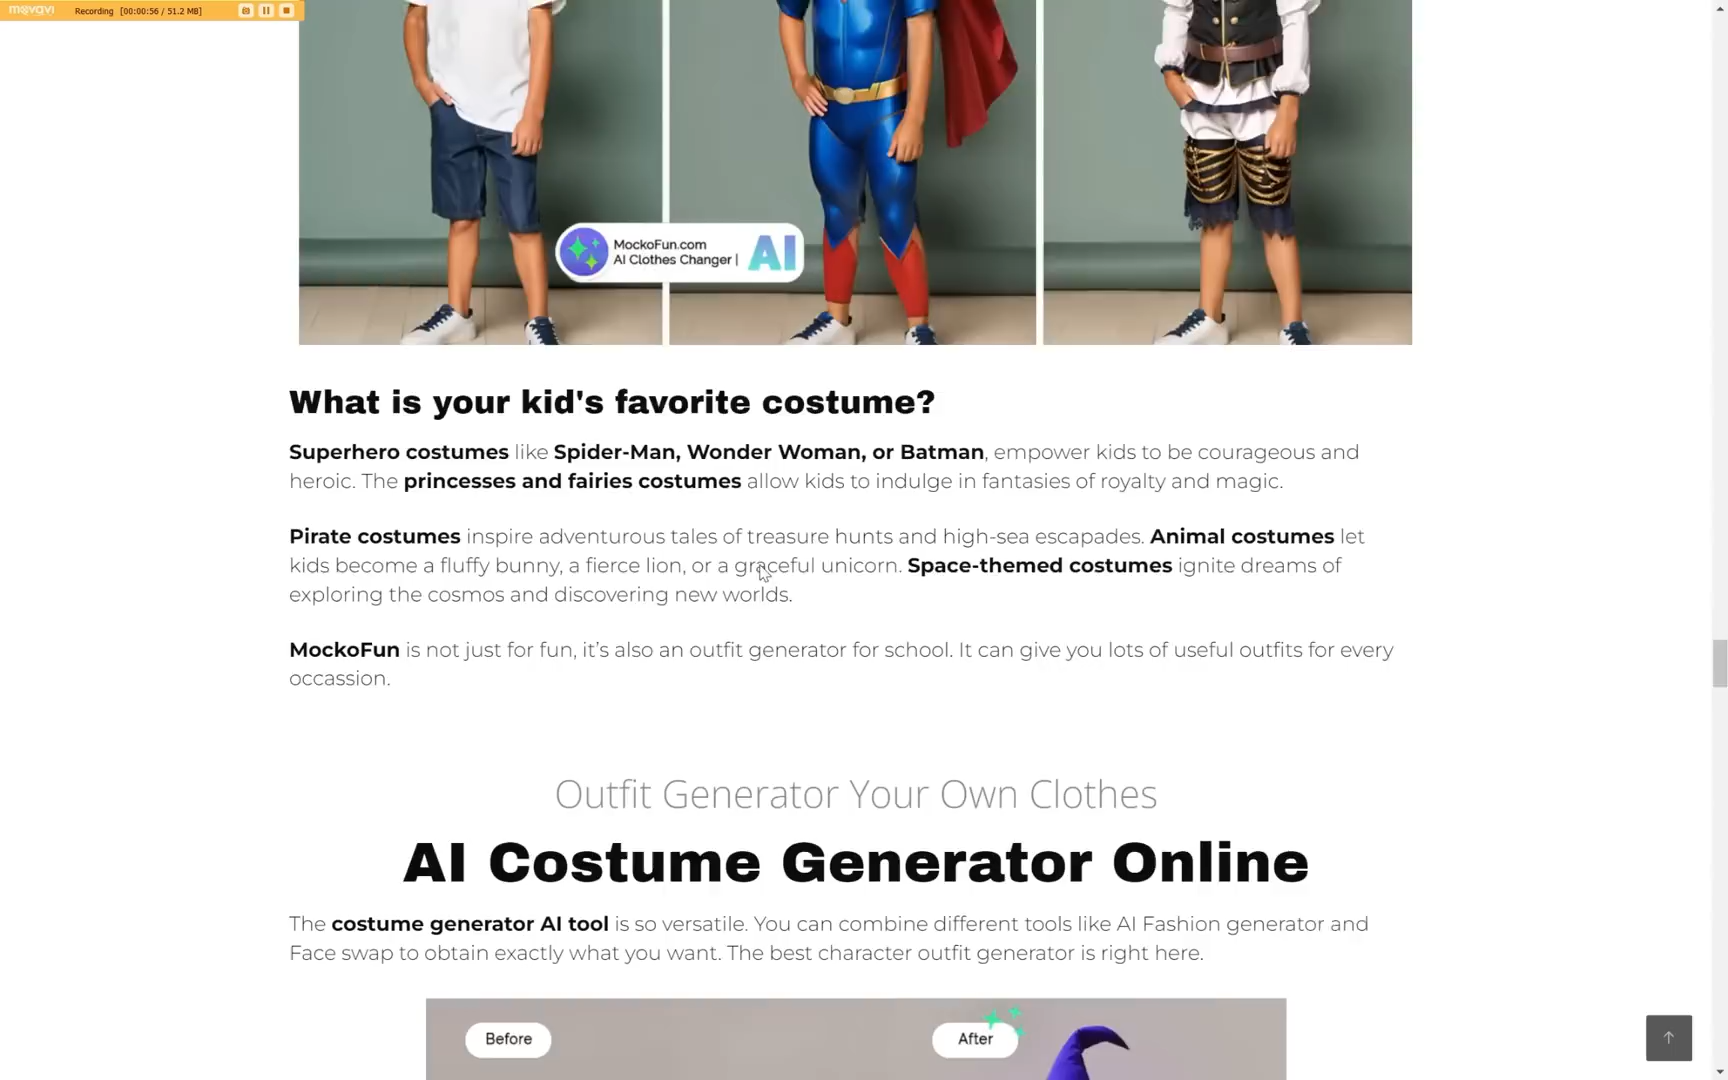 movavi
Recording [00:00:56 / 51.2 MB]
MockoFun.com
AI Clothes Changer |
AI
What is your kid's favorite costume?
Superhero costumes like Spider-Man, Wonder Woman, or Batman, empower kids to be courageous and
heroic. The princesses and fairies costumes allow kids to indulge in fantasies of royalty and magic.
Pirate costumes inspire adventurous tales of treasure hunts and high-sea escapades. Animal costumes let
kids become a fluffy bunny, a fierce lion, or a graceful unicorn. Space-themed costumes ignite dreams of
exploring the cosmos and discovering new worlds.
MockoFun is not just for fun, it’s also an outfit generator for school. It can give you lots of useful outfits for every
occassion.
Outfit Generator Your Own Clothes
AI Costume Generator Online
The costume generator AI tool is so versatile. You can combine different tools like AI Fashion generator and
Face swap to obtain exactly what you want. The best character outfit generator is right here.
Before
After